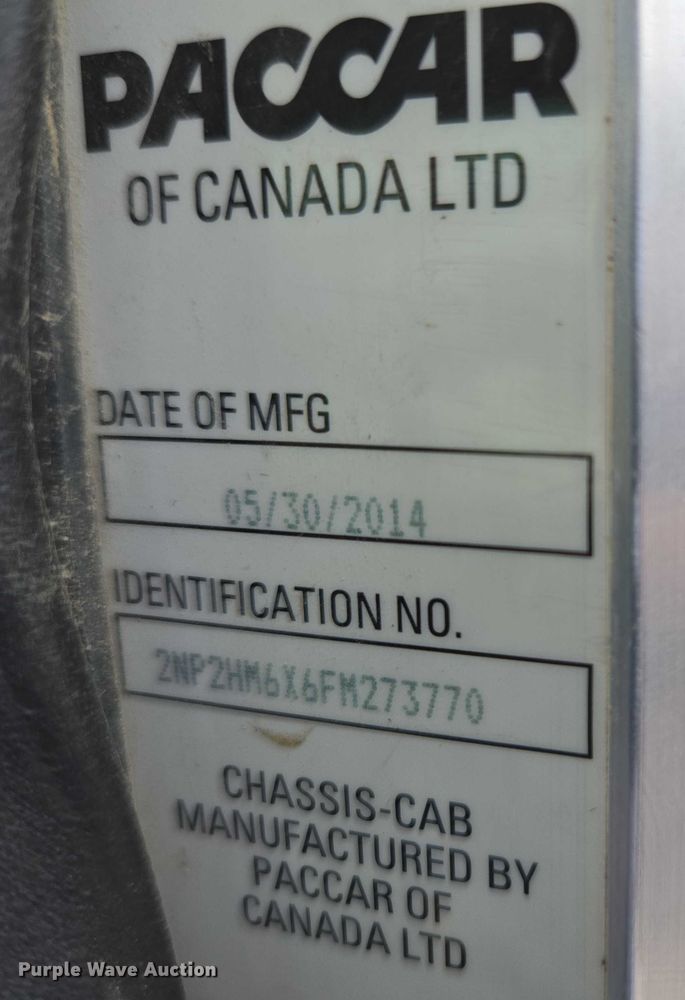 PACCAR
OF CANADA LTD
DATE OF MFG
05/30/2014
IDENTIFICATION NO.
2NP2HM6X6FM273770
CHASSIS-CAB
MANUFACTURED BY
PACCAR OF
CANADA LTD
Purple Wave Auction